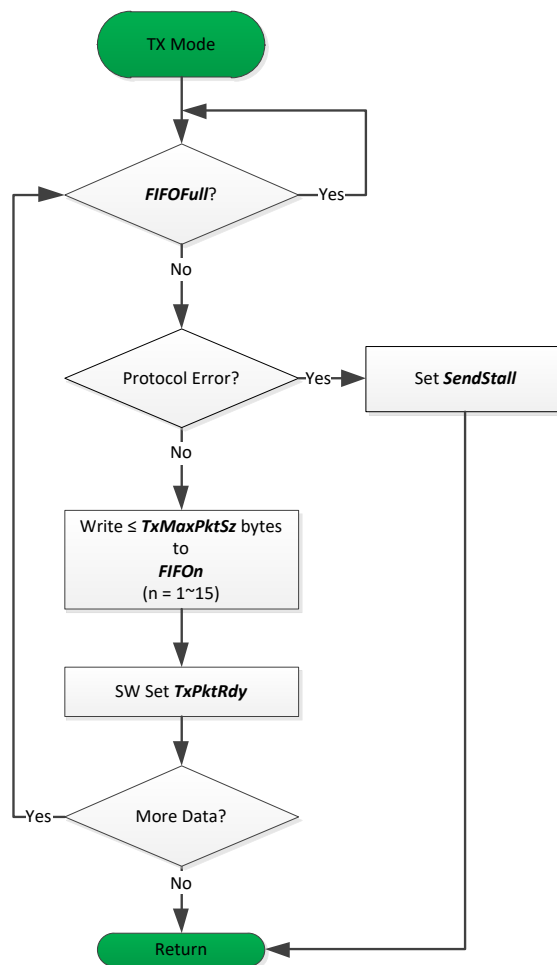 TX Mode
FIFOFull?
Yes
No
Protocol Error?
Yes
Set SendStall
No
Write ≤ TxMaxPktSz bytes
to
FIFOn
(n = 1~15)
SW Set TxPktRdy
More Data?
Yes
No
Return